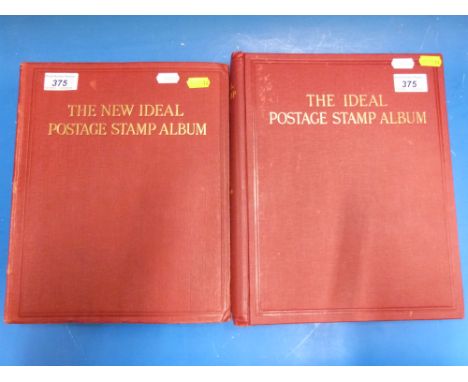 375
THE NEW IDEAL
POSTAGE STAMP ALBUM
375
THE IDEAL
POSTAGE STAMP ALBUM